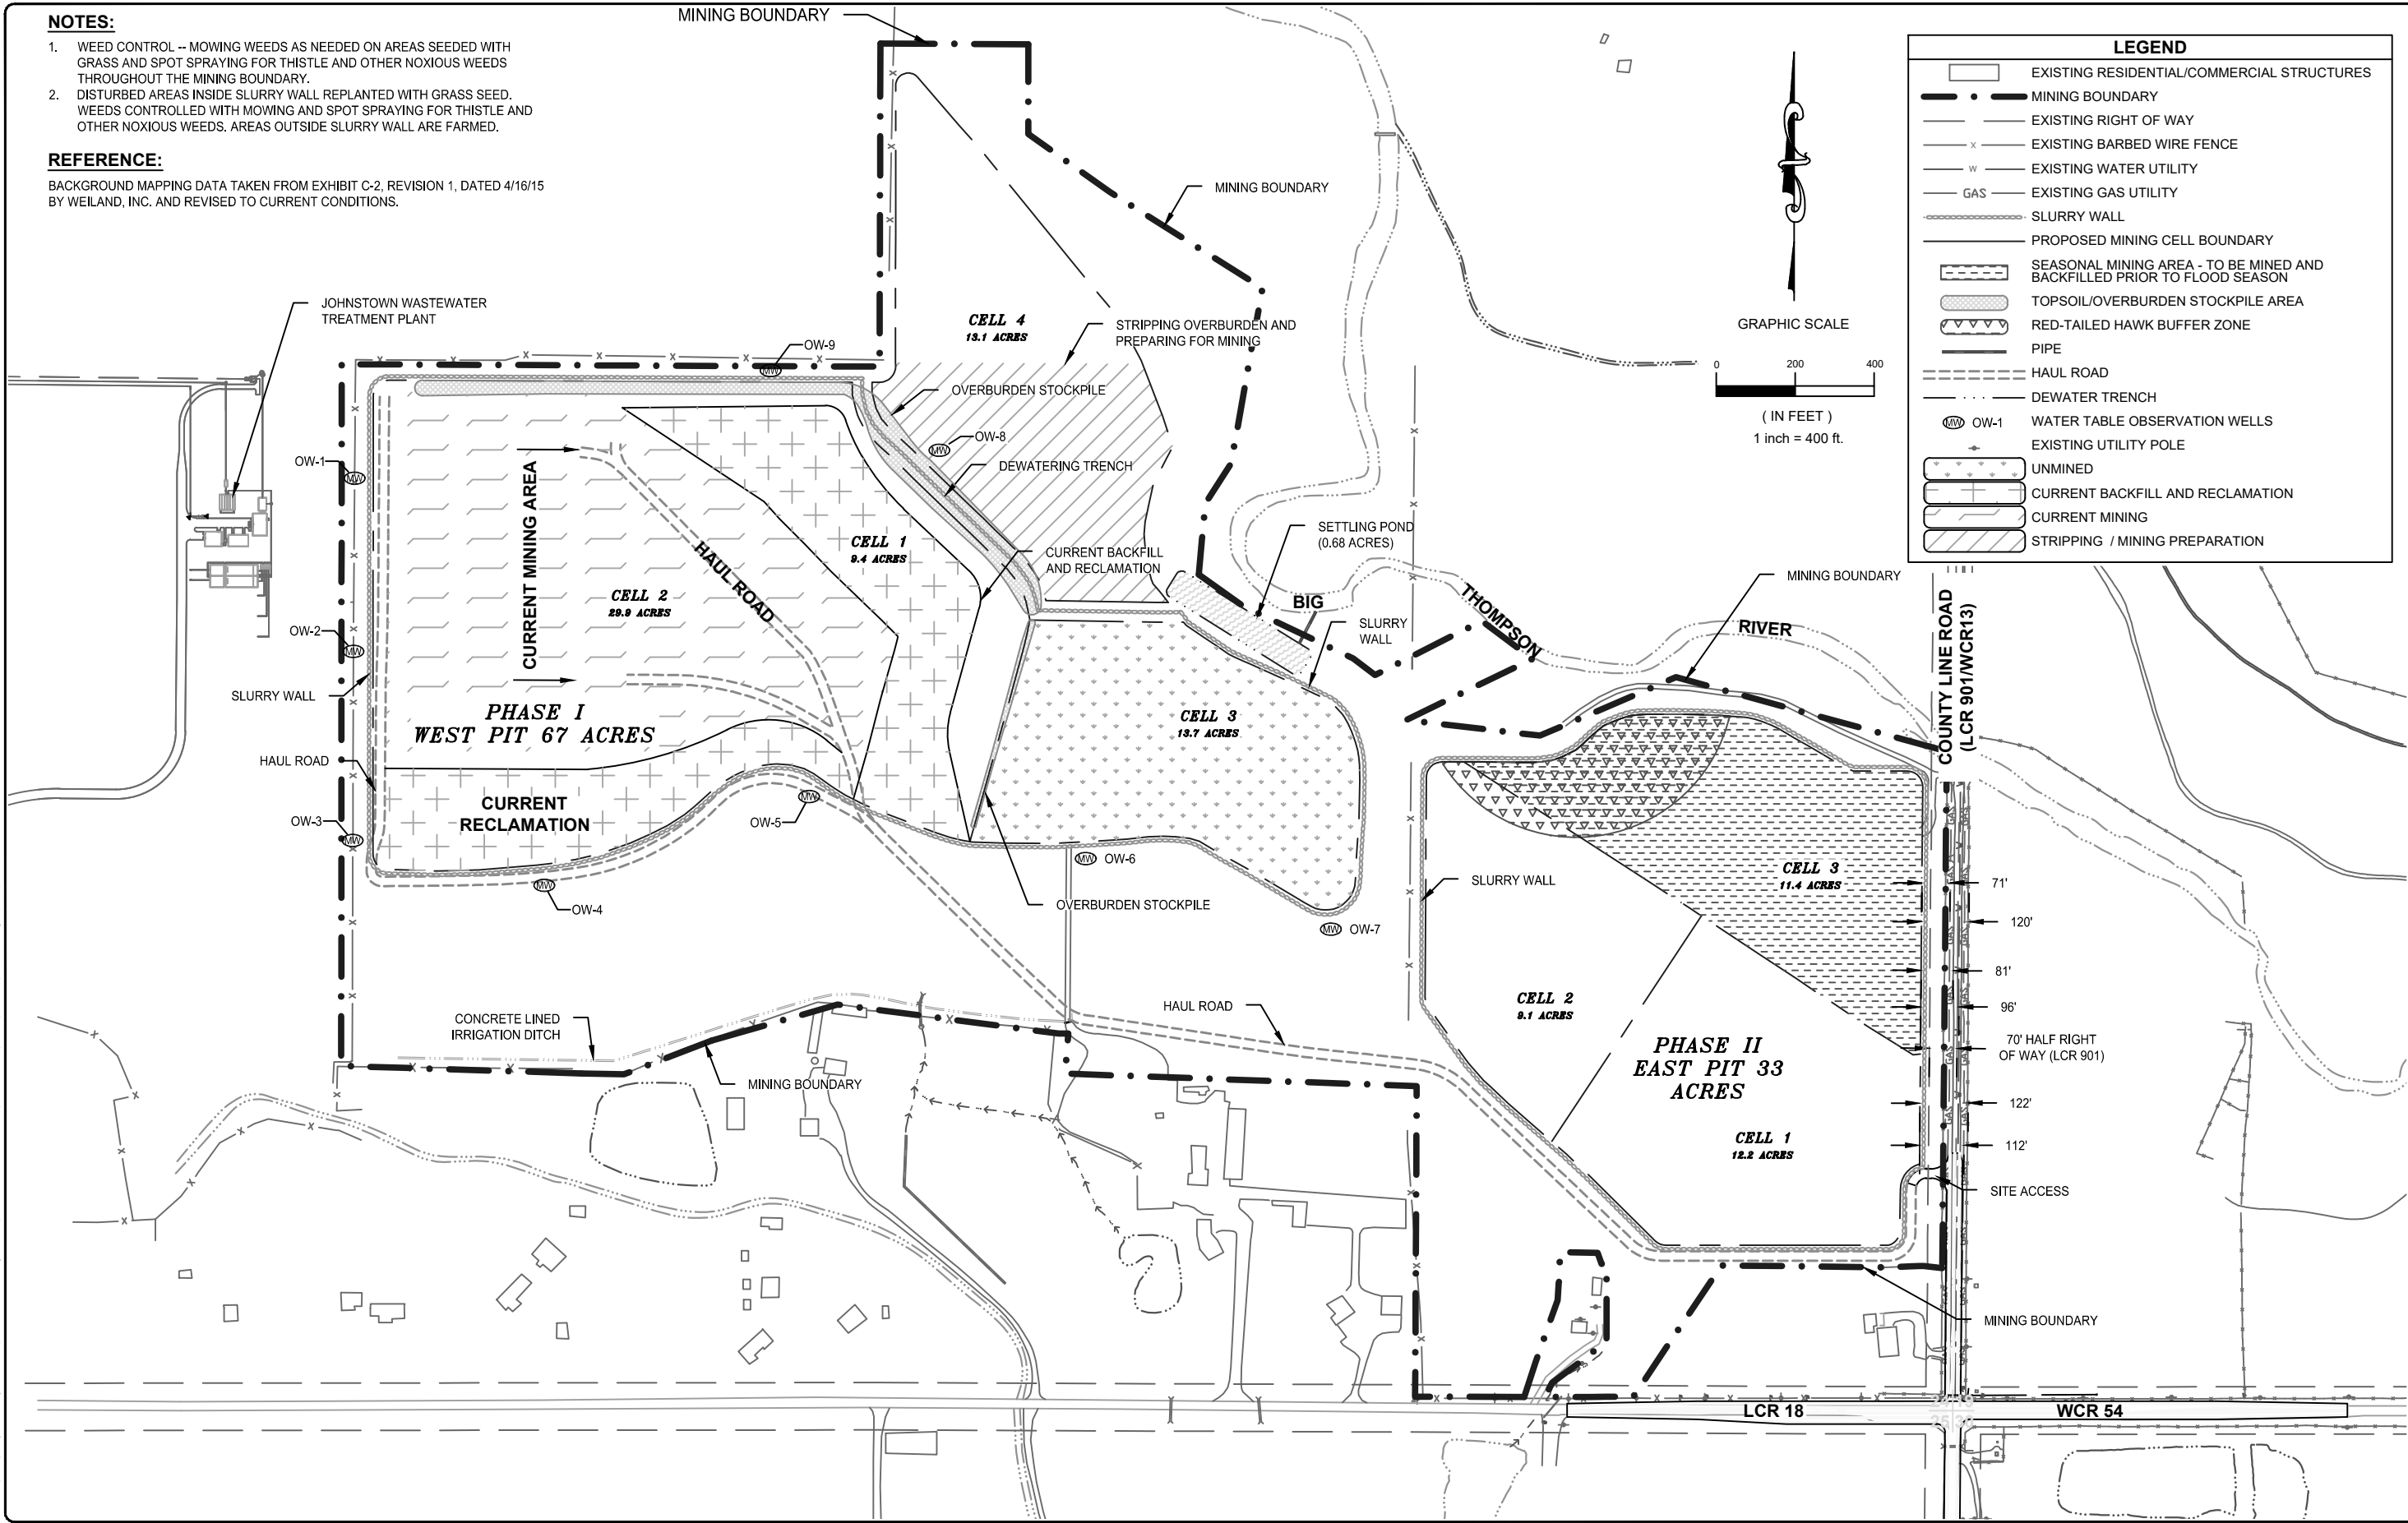 NOTES:
1. WEED CONTROL -- MOWING WEEDS AS NEEDED ON AREAS SEEDED WITH
GRASS AND SPOT SPRAYING FOR THISTLE AND OTHER NOXIOUS WEEDS
THROUGHOUT THE MINING BOUNDARY.
2. DISTURBED AREAS INSIDE SLURRY WALL REPLANTED WITH GRASS SEED.
WEEDS CONTROLLED WITH MOWING AND SPOT SPRAYING FOR THISTLE AND
OTHER NOXIOUS WEEDS. AREAS OUTSIDE SLURRY WALL ARE FARMED.
REFERENCE:
BACKGROUND MAPPING DATA TAKEN FROM EXHIBIT C-2, REVISION 1, DATED 4/16/15
BY WEILAND, INC. AND REVISED TO CURRENT CONDITIONS.
MINING BOUNDARY
MINING BOUNDARY
GRAPHIC SCALE
0 200 400
( IN FEET )
1 inch = 400 ft.
LEGEND
EXISTING RESIDENTIAL/COMMERCIAL STRUCTURES
MINING BOUNDARY
EXISTING RIGHT OF WAY
X EXISTING BARBED WIRE FENCE
W EXISTING WATER UTILITY
GAS EXISTING GAS UTILITY
SLURRY WALL
PROPOSED MINING CELL BOUNDARY
SEASONAL MINING AREA - TO BE MINED AND
BACKFILLED PRIOR TO FLOOD SEASON
TOPSOIL/OVERBURDEN STOCKPILE AREA
RED-TAILED HAWK BUFFER ZONE
PIPE
HAUL ROAD
DEWATER TRENCH
MW OW-1 WATER TABLE OBSERVATION WELLS
EXISTING UTILITY POLE
UNMINED
CURRENT BACKFILL AND RECLAMATION
CURRENT MINING
STRIPPING / MINING PREPARATION
JOHNSTOWN WASTEWATER
TREATMENT PLANT
CELL 4
13.1 ACRES
STRIPPING OVERBURDEN AND
PREPARING FOR MINING
OW-9
MW
OVERBURDEN STOCKPILE
OW-8
MW
DEWATERING TRENCH
OW-1
MW
CURRENT MINING AREA
HAUL ROAD
CELL 1
9.4 ACRES
CURRENT BACKFILL
AND RECLAMATION
SETTLING POND
(0.68 ACRES)
CELL 2
29.9 ACRES
BIG
THOMPSON
RIVER
MINING BOUNDARY
COUNTY LINE ROAD
(LCR 901/WCR13)
OW-2
MW
SLURRY
WALL
SLURRY WALL
PHASE I
WEST PIT 67 ACRES
CELL 3
13.7 ACRES
HAUL ROAD
CURRENT
RECLAMATION
OW-3
MW
OW-5
MW
MW OW-6
OW-4
MW
OVERBURDEN STOCKPILE
MW OW-7
SLURRY WALL
CELL 3
11.4 ACRES
71'
120'
81'
96'
70' HALF RIGHT
OF WAY (LCR 901)
122'
112'
GAS
GAS
CONCRETE LINED
IRRIGATION DITCH
HAUL ROAD
CELL 2
9.1 ACRES
PHASE II
EAST PIT 33
ACRES
MINING BOUNDARY
CELL 1
12.2 ACRES
SITE ACCESS
MINING BOUNDARY
LCR 18
WCR 54